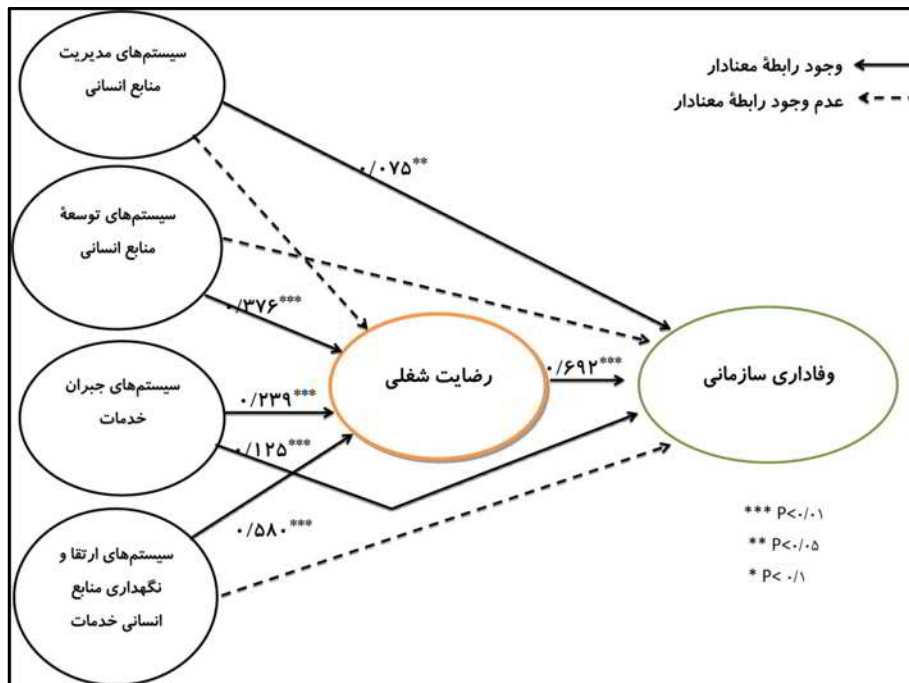 سیستم‌های مدیریت
منابع انسانی
وجود رابطهٔ معنادار
عدم وجود رابطهٔ معنادار
۰/۰۷۵**
سیستم‌های توسعهٔ
منابع انسانی
۰/۳۷۶***
رضایت شغلی
۰/۶۹۲***
وفاداری سازمانی
سیستم‌های جبران
خدمات
۰/۲۳۹***
۰/۱۲۵***
۰/۵۸۰***
سیستم‌های ارتقا و
نگهداری منابع
انسانی خدمات
*** P<۰/۰۱
** P<۰/۰۵
* P< ۰/۱